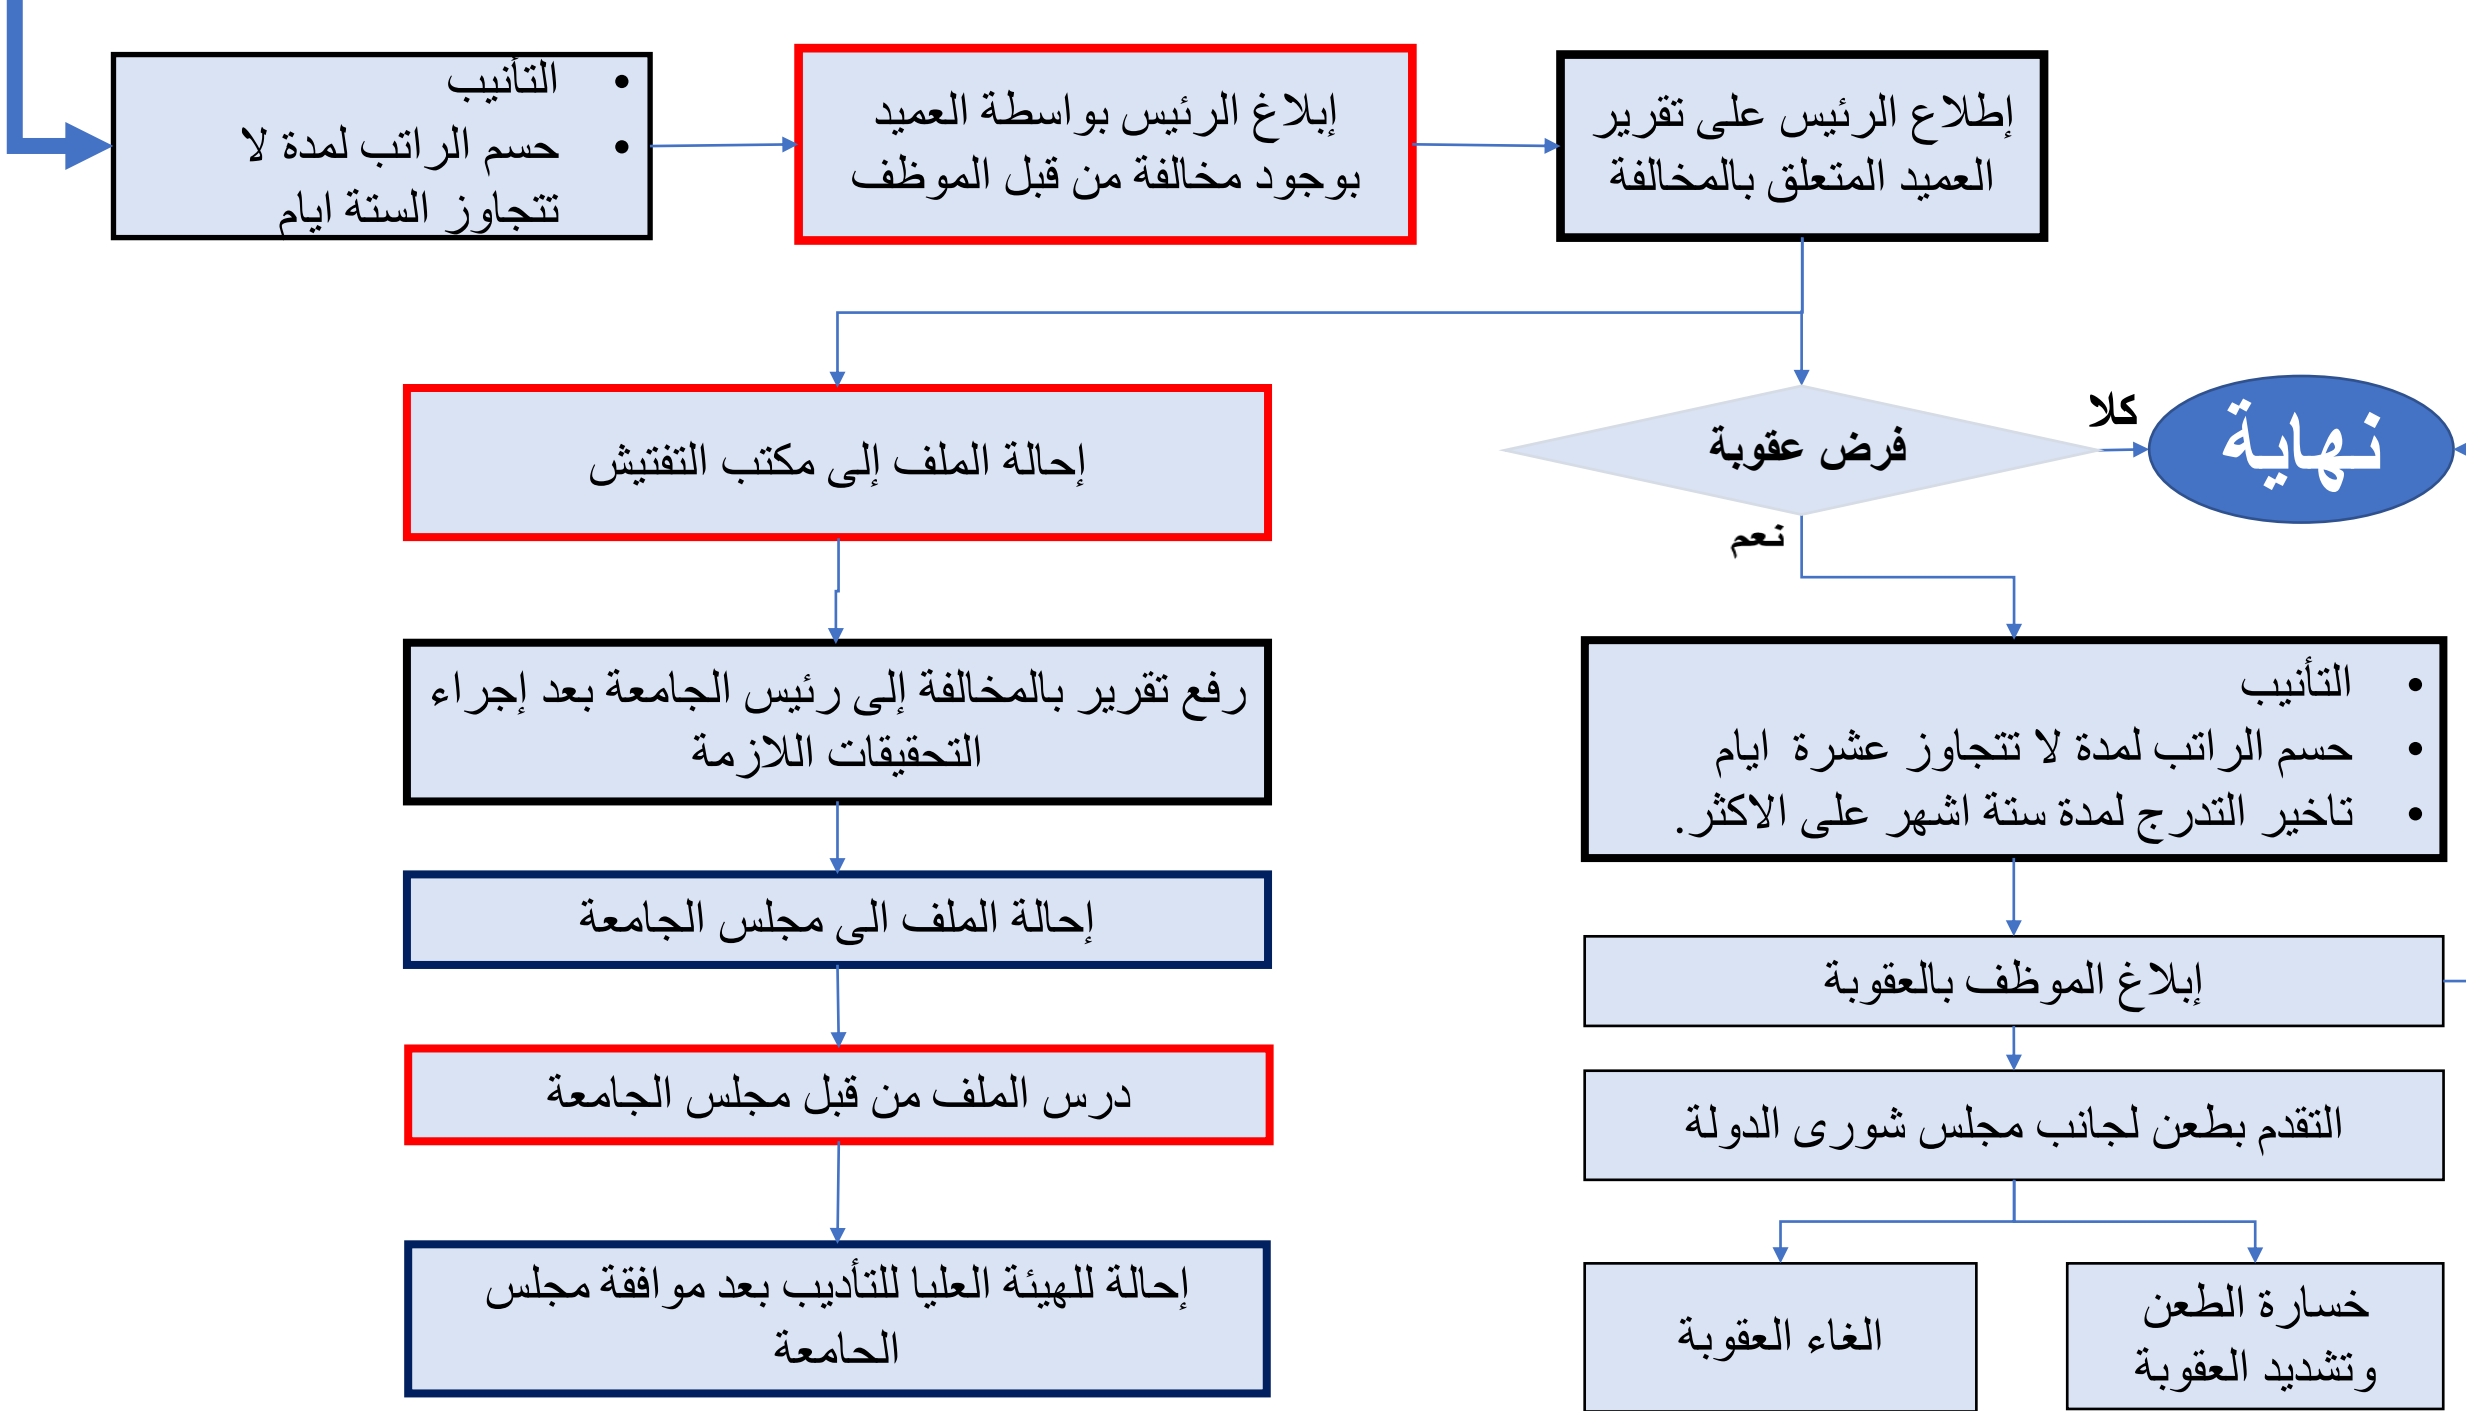 • التأنيب
• حسم الراتب لمدة لا
تتجاوز الستة ايام
إبلاغ الرئيس بواسطة العميد
بوجود مخالفة من قبل الموظف
إطلاع الرئيس على تقرير
العميد المتعلق بالمخالفة
إحالة الملف إلى مكتب التفتيش
رفع تقرير بالمخالفة إلى رئيس الجامعة بعد إجراء
التحقيقات اللازمة
إحالة الملف الى مجلس الجامعة
درس الملف من قبل مجلس الجامعة
إحالة للهيئة العليا للتأديب بعد موافقة مجلس
الحامعة
فرض عقوبة
كلا
نهاية
نعم
• التأنيب
• حسم الراتب لمدة لا تتجاوز عشرة ايام
• تاخير التدرج لمدة ستة اشهر على الاكثر.
إبلاغ الموظف بالعقوبة
التقدم بطعن لجانب مجلس شورى الدولة
الغاء العقوبة
خسارة الطعن
وتشديد العقوبة